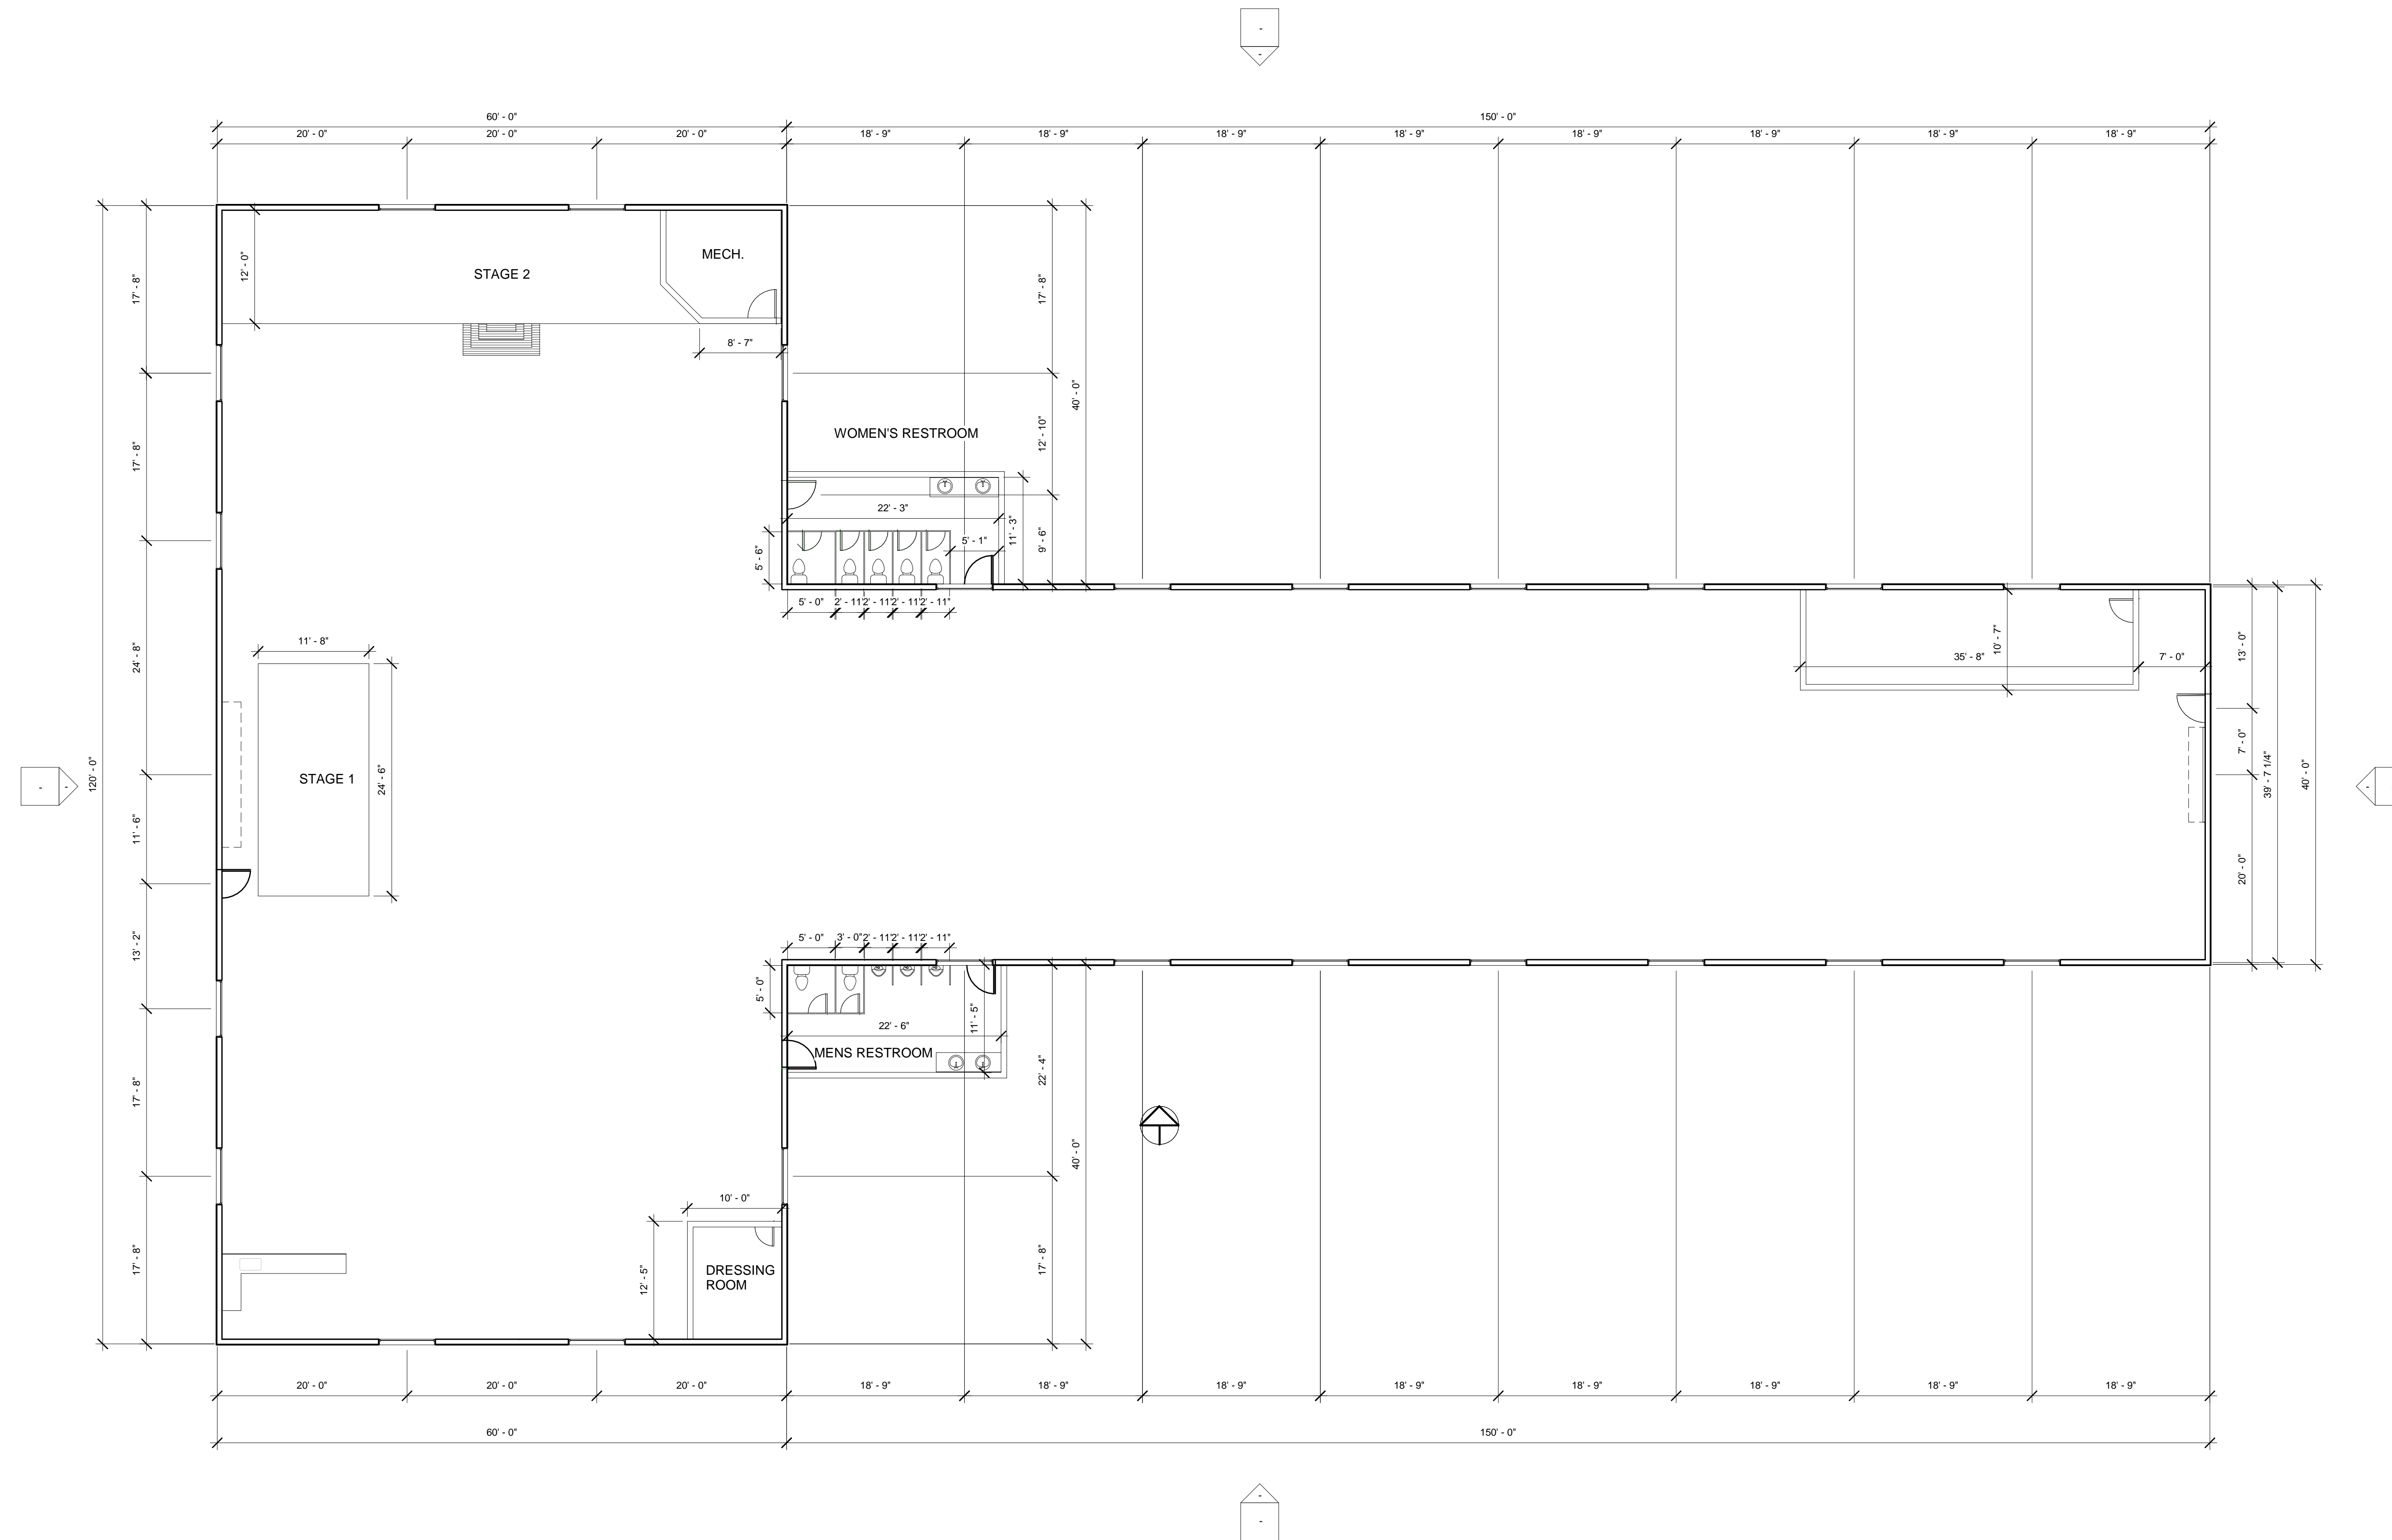 60' - 0"
150' - 0"
20' - 0"
20' - 0"
20' - 0"
18' - 9"
18' - 9"
18' - 9"
18' - 9"
18' - 9"
18' - 9"
18' - 9"
18' - 9"
MECH.
STAGE 2
12' - 0"
17' - 8"
17' - 8"
8' - 7"
40' - 0"
WOMEN'S RESTROOM
12' - 10"
17' - 8"
22' - 3"
11' - 3"
9' - 6"
5' - 1"
5' - 6"
5' - 0"
2' - 11"
2' - 11"
2' - 11"
2' - 11"
11' - 8"
24' - 8"
10' - 7"
35' - 8"
7' - 0"
13' - 0"
STAGE 1
24' - 6"
120' - 0"
7' - 0"
39' - 7 1/4"
40' - 0"
11' - 6"
20' - 0"
13' - 2"
5' - 0"
3' - 0"
2' - 11"
2' - 11"
2' - 11"
5' - 0"
11' - 5"
22' - 6"
MENS RESTROOM
22' - 4"
17' - 8"
40' - 0"
10' - 0"
17' - 8"
12' - 5"
DRESSING
ROOM
17' - 8"
20' - 0"
20' - 0"
20' - 0"
18' - 9"
18' - 9"
18' - 9"
18' - 9"
18' - 9"
18' - 9"
18' - 9"
18' - 9"
60' - 0"
150' - 0"